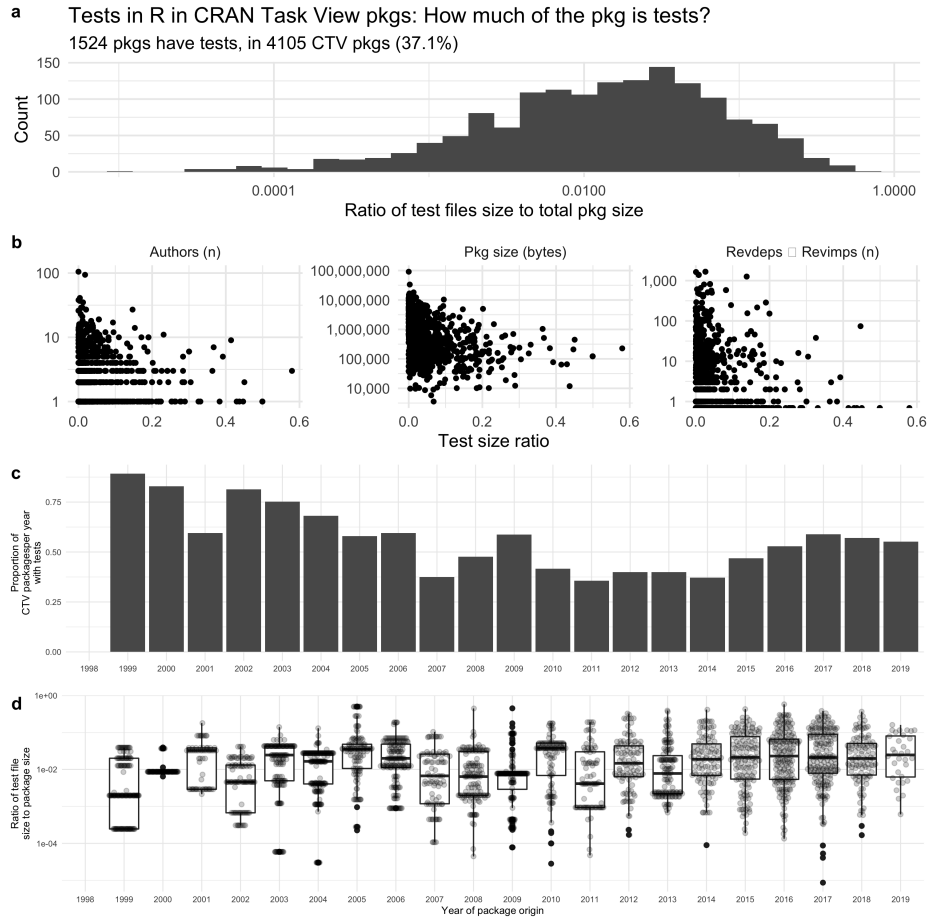 a
Tests in R in CRAN Task View pkgs: How much of the pkg is tests?
1524 pkgs have tests, in 4105 CTV pkgs (37.1%)
150
100
50
0
Count
0.0001 0.0100 1.0000
Ratio of test files size to total pkg size
b
Authors (n) Pkg size (bytes) Revdeps □ Revimps (n)
100
10
1
100,000,000
10,000,000
1,000,000
100,000
10,000
1,000
100
10
1
0.0 0.2 0.4 0.6 0.0 0.2 0.4 0.6 0.0 0.2 0.4 0.6
Test size ratio
c
Proportion of
CTV packagesper year
with tests
0.75
0.50
0.25
0.00
1998 1999 2000 2001 2002 2003 2004 2005 2006 2007 2008 2009 2010 2011 2012 2013 2014 2015 2016 2017 2018 2019
d
Ratio of test file
size to package size
1e+00
1e-02
1e-04
1998 1999 2000 2001 2002 2003 2004 2005 2006 2007 2008 2009 2010 2011 2012 2013 2014 2015 2016 2017 2018 2019
Year of package origin